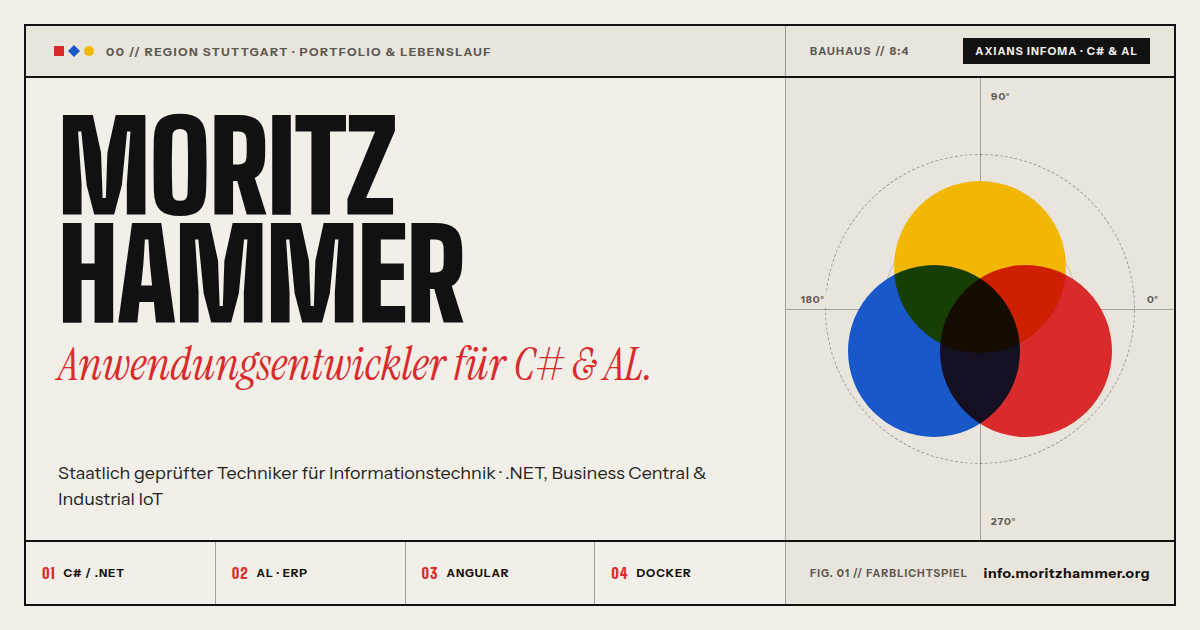 00 // REGION STUTTGART · PORTFOLIO & LEBENSLAUF
BAUHAUS // 8:4
AXIANS INFOMA · C# & AL
MORITZ
HAMMER
Anwendungsentwickler für C# & AL.
Staatlich geprüfter Techniker für Informationstechnik · .NET, Business Central &
Industrial IoT
90°
180°
0°
270°
01 C# / .NET
02 AL · ERP
03 ANGULAR
04 DOCKER
FIG. 01 // FARBLICHTSPIEL
info.moritzhammer.org